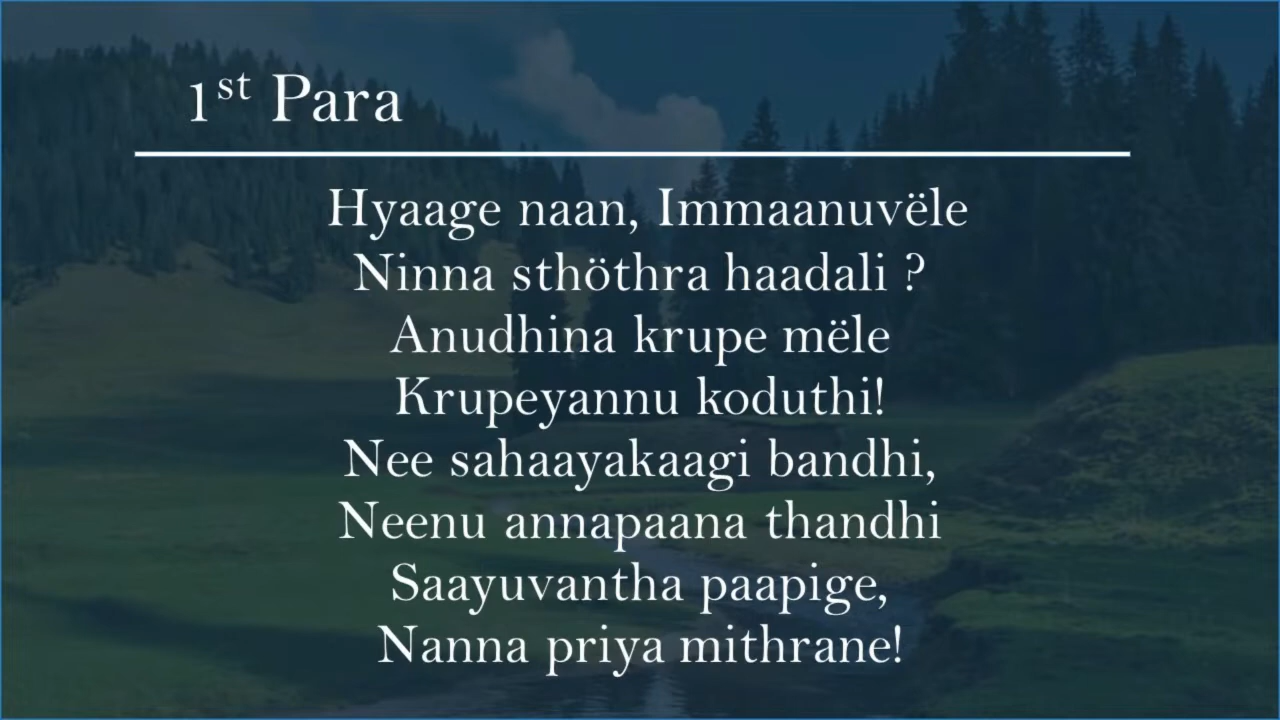 1st Para
Hyaage naan, Immaanuvële
Ninna sthöthra haadali ?
Anudhina krupe mële
Krupeyannu koduthi!
Nee sahaayakaagi bandhi,
Neenu annapaana thandhi
Saayuvantha paapige,
Nanna priya mithrane!